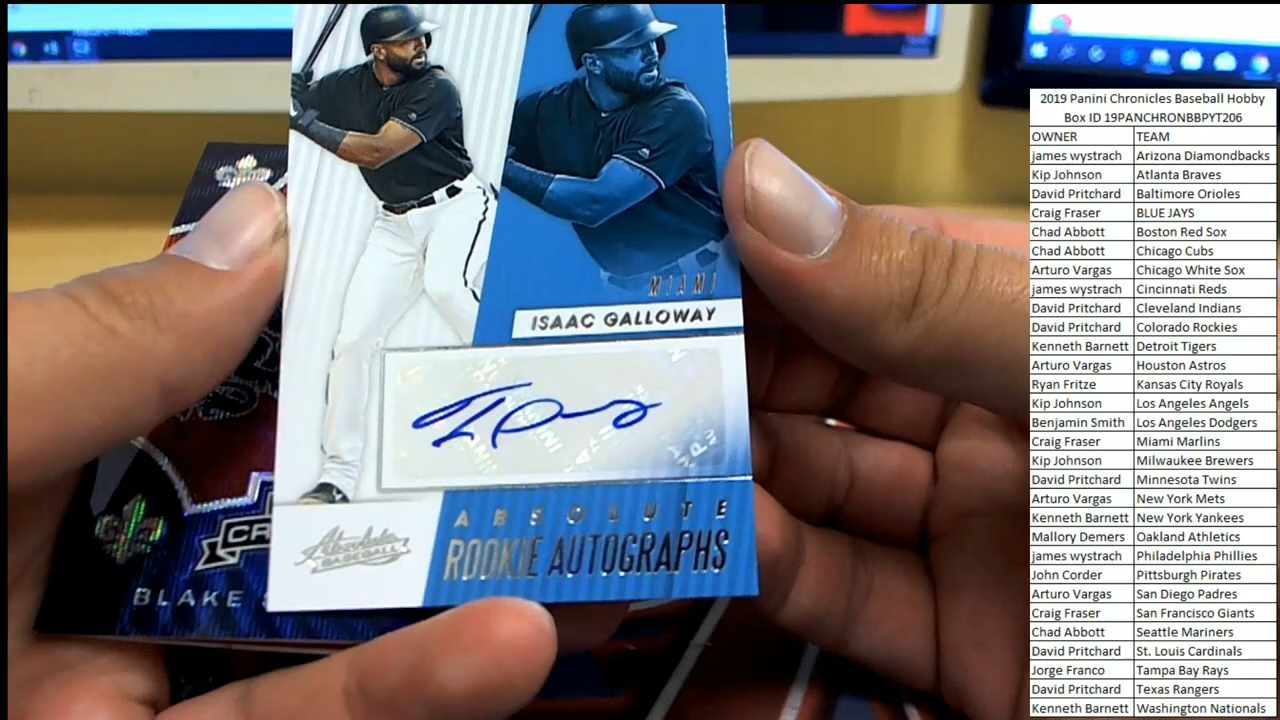 MIAMI
ISAAC GALLOWAY
ABSOLUTE
ROOKIE AUTOGRAPHS
Absolute
BASEBALL
CR
BLAKE
2019 Panini Chronicles Baseball Hobby
Box ID 19PANCHRONBBPYT206
OWNER TEAM
james wystrach Arizona Diamondbacks
Kip Johnson Atlanta Braves
David Pritchard Baltimore Orioles
Craig Fraser BLUE JAYS
Chad Abbott Boston Red Sox
Chad Abbott Chicago Cubs
Arturo Vargas Chicago White Sox
james wystrach Cincinnati Reds
David Pritchard Cleveland Indians
David Pritchard Colorado Rockies
Kenneth Barnett Detroit Tigers
Arturo Vargas Houston Astros
Ryan Fritze Kansas City Royals
Kip Johnson Los Angeles Angels
Benjamin Smith Los Angeles Dodgers
Craig Fraser Miami Marlins
Kip Johnson Milwaukee Brewers
David Pritchard Minnesota Twins
Arturo Vargas New York Mets
Kenneth Barnett New York Yankees
Mallory Demers Oakland Athletics
james wystrach Philadelphia Phillies
John Corder Pittsburgh Pirates
Arturo Vargas San Diego Padres
Craig Fraser San Francisco Giants
Chad Abbott Seattle Mariners
David Pritchard St. Louis Cardinals
Jorge Franco Tampa Bay Rays
David Pritchard Texas Rangers
Kenneth Barnett Washington Nationals